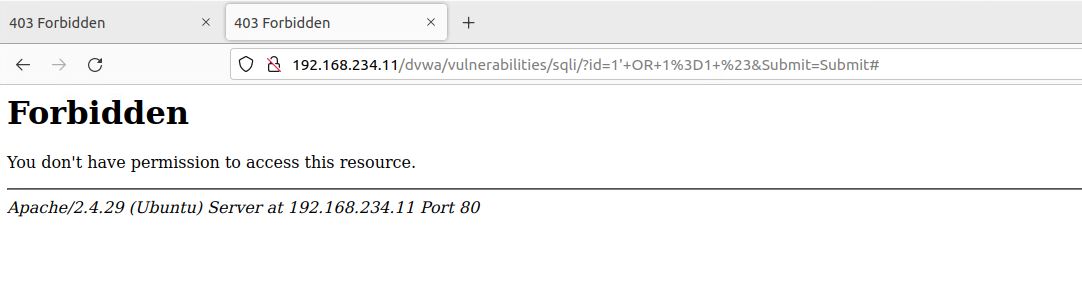 403 Forbidden
403 Forbidden
192.168.234.11/dvwa/vulnerabilities/sqli/?id=1'+OR+1%3D1+%23&Submit=Submit#
Forbidden
You don't have permission to access this resource.
Apache/2.4.29 (Ubuntu) Server at 192.168.234.11 Port 80